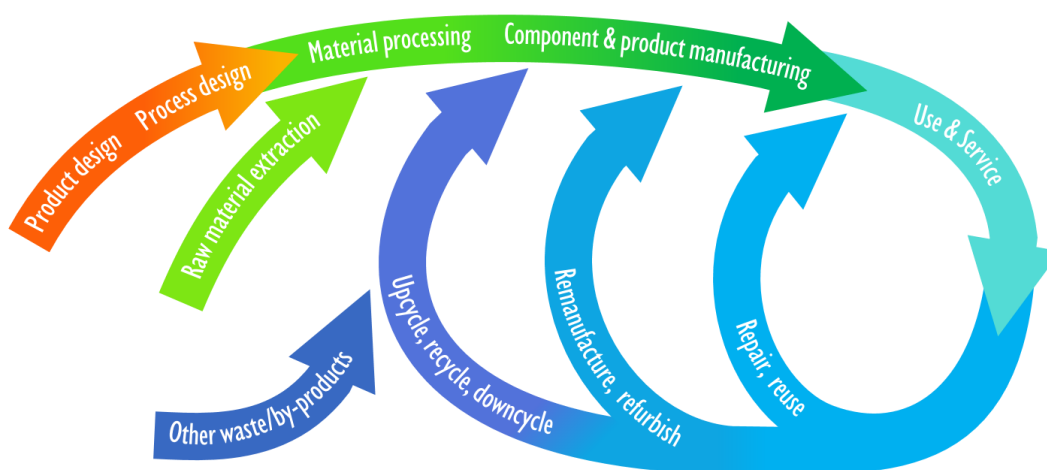 Product design
Process design
Material processing
Component & product manufacturing
Use & Service
Raw material extraction
Other waste/by-products
Upcycle, recycle, downcycle
Remanufacture, refurbish
Repair, reuse